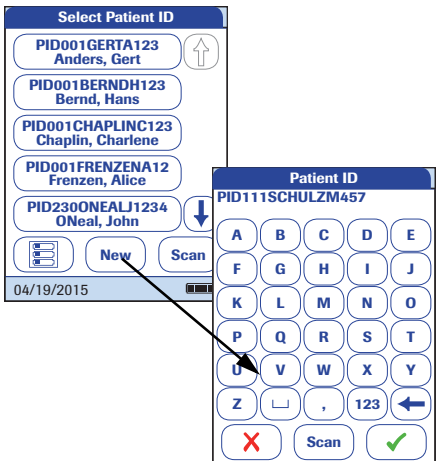 Select Patient ID
PID001GERTA123
Anders, Gert
PID001BERNDH123
Bernd, Hans
PID001CHAPLINC123
Chaplin, Charlene
PID001FRENZENA12
Frenzen, Alice
PID230ONEALJ1234
ONeal, John
New Scan
04/19/2015
Patient ID
PID111SCHULZM457
A B C D E
F G H I J
K L M N O
P Q R S T
U V W X Y
Z , 123
Scan